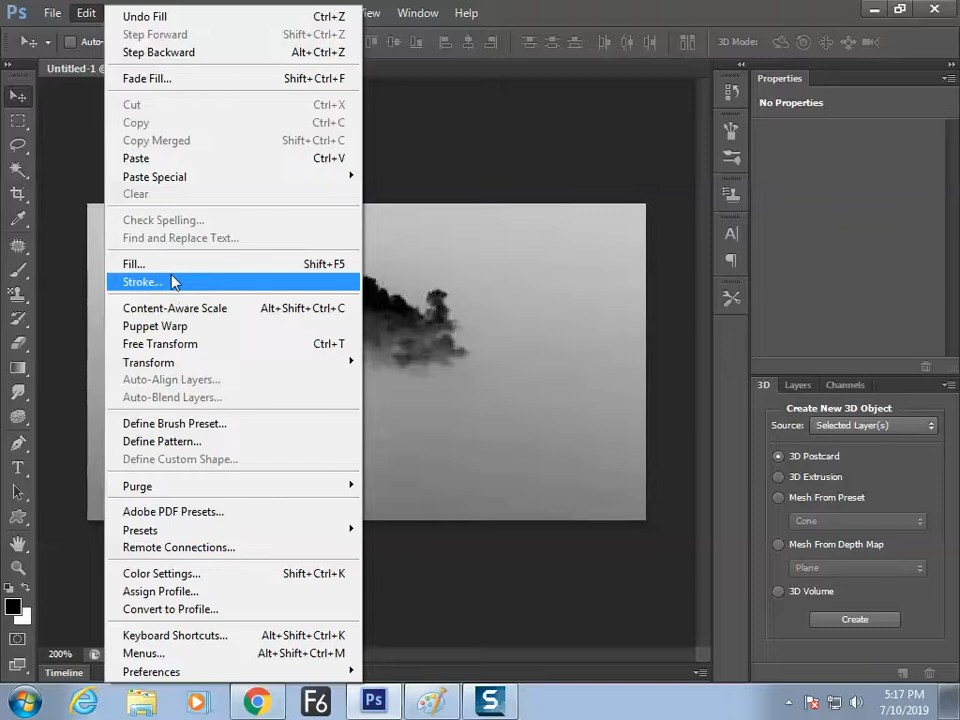 Ps File Edit View Window Help
Auto-
3D Mode:
Untitled-1 @
Undo Fill Ctrl+Z
Step Forward Shift+Ctrl+Z
Step Backward Alt+Ctrl+Z
Fade Fill... Shift+Ctrl+F
Cut Ctrl+X
Copy Ctrl+C
Copy Merged Shift+Ctrl+C
Paste Ctrl+V
Paste Special
Clear
Check Spelling...
Find and Replace Text...
Fill... Shift+F5
Stroke...
Content-Aware Scale Alt+Shift+Ctrl+C
Puppet Warp
Free Transform Ctrl+T
Transform
Auto-Align Layers...
Auto-Blend Layers...
Define Brush Preset...
Define Pattern...
Define Custom Shape...
Purge
Adobe PDF Presets...
Presets
Remote Connections...
Color Settings... Shift+Ctrl+K
Assign Profile...
Convert to Profile...
Keyboard Shortcuts... Alt+Shift+Ctrl+K
Menus... Alt+Shift+Ctrl+M
Preferences
Properties
No Properties
3D Layers Channels
Create New 3D Object
Source: Selected Layer(s)
3D Postcard
3D Extrusion
Mesh From Preset
Cone
Mesh From Depth Map
Plane
3D Volume
Create
200%
Timeline
F6
Ps
S
5:17 PM
7/10/2019